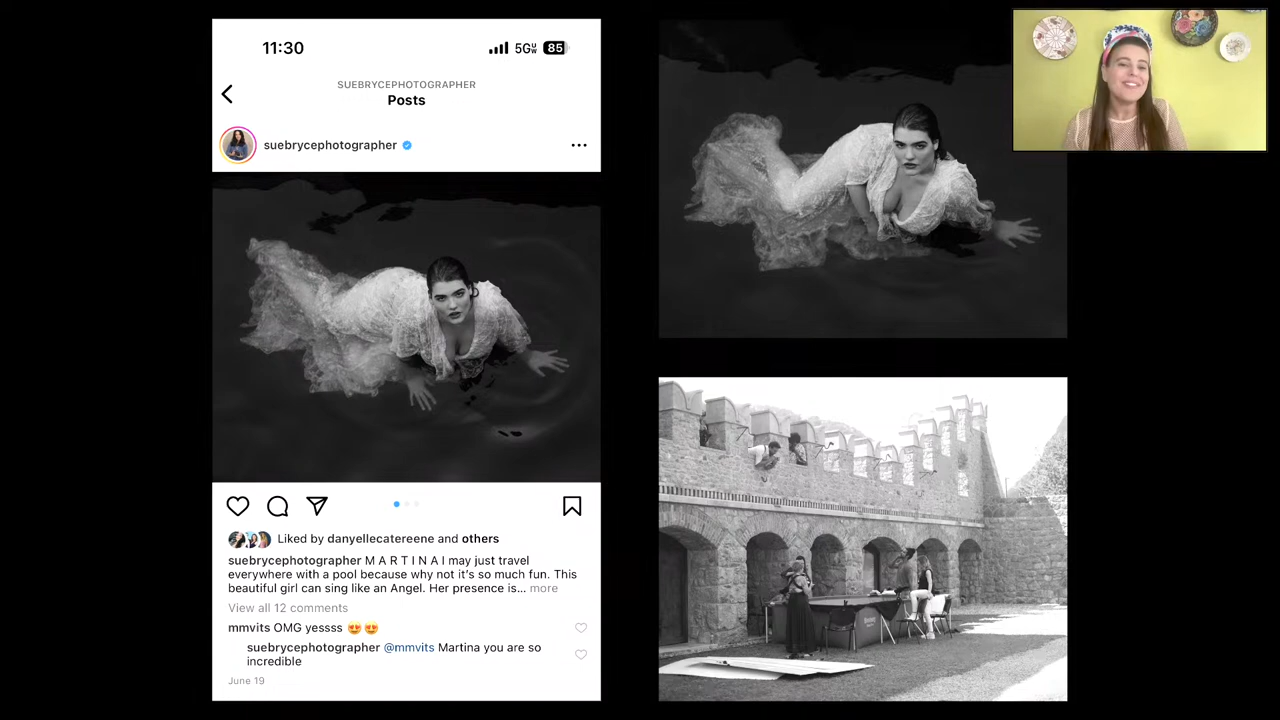 11:30
5GUW 85
SUEBRYCEPHOTOGRAPHER
Posts
suebrycephotographer
Liked by danyellecatereene and others
suebrycephotographer M A R T I N A I may just travel
everywhere with a pool because why not it's so much fun. This
beautiful girl can sing like an Angel. Her presence is... more
View all 12 comments
mmvits OMG yessss 😍😍
suebrycephotographer @mmvits Martina you are so
incredible
June 19